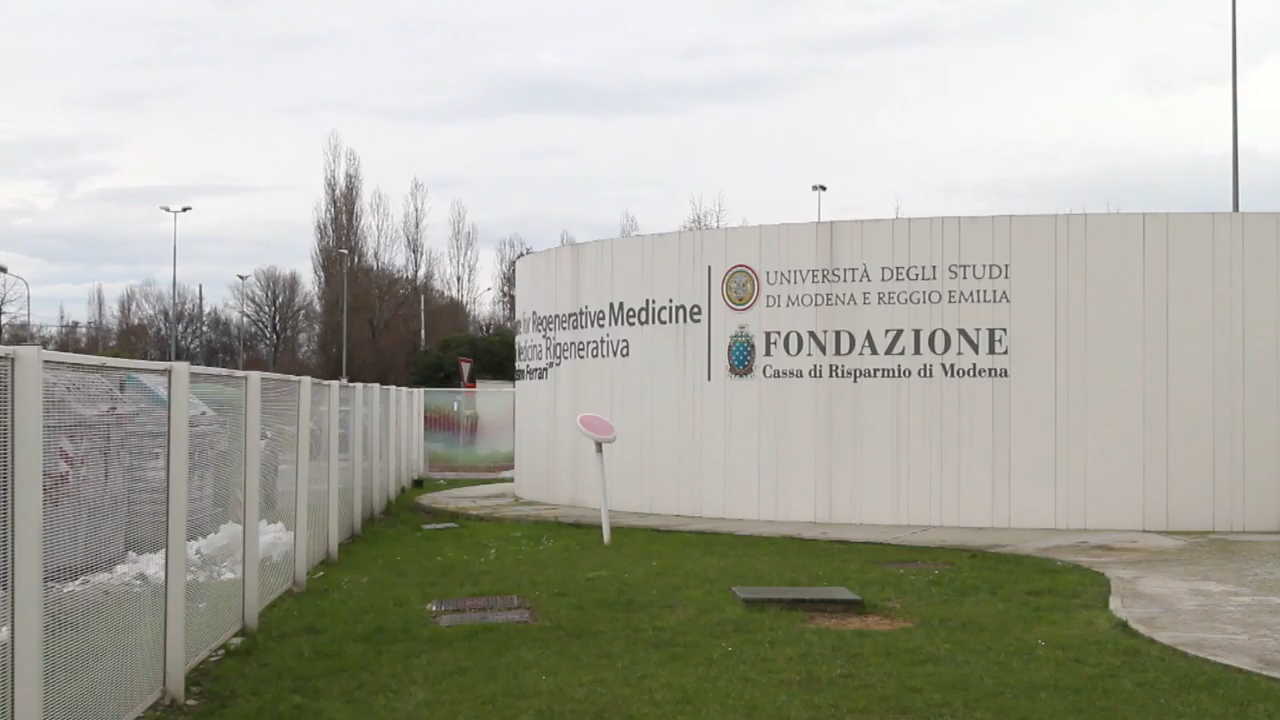 for Regenerative Medicine
Medicina Rigenerativa
Ferrari"
UNIVERSITÀ DEGLI STUDI
DI MODENA E REGGIO EMILIA
FONDAZIONE
Cassa di Risparmio di Modena